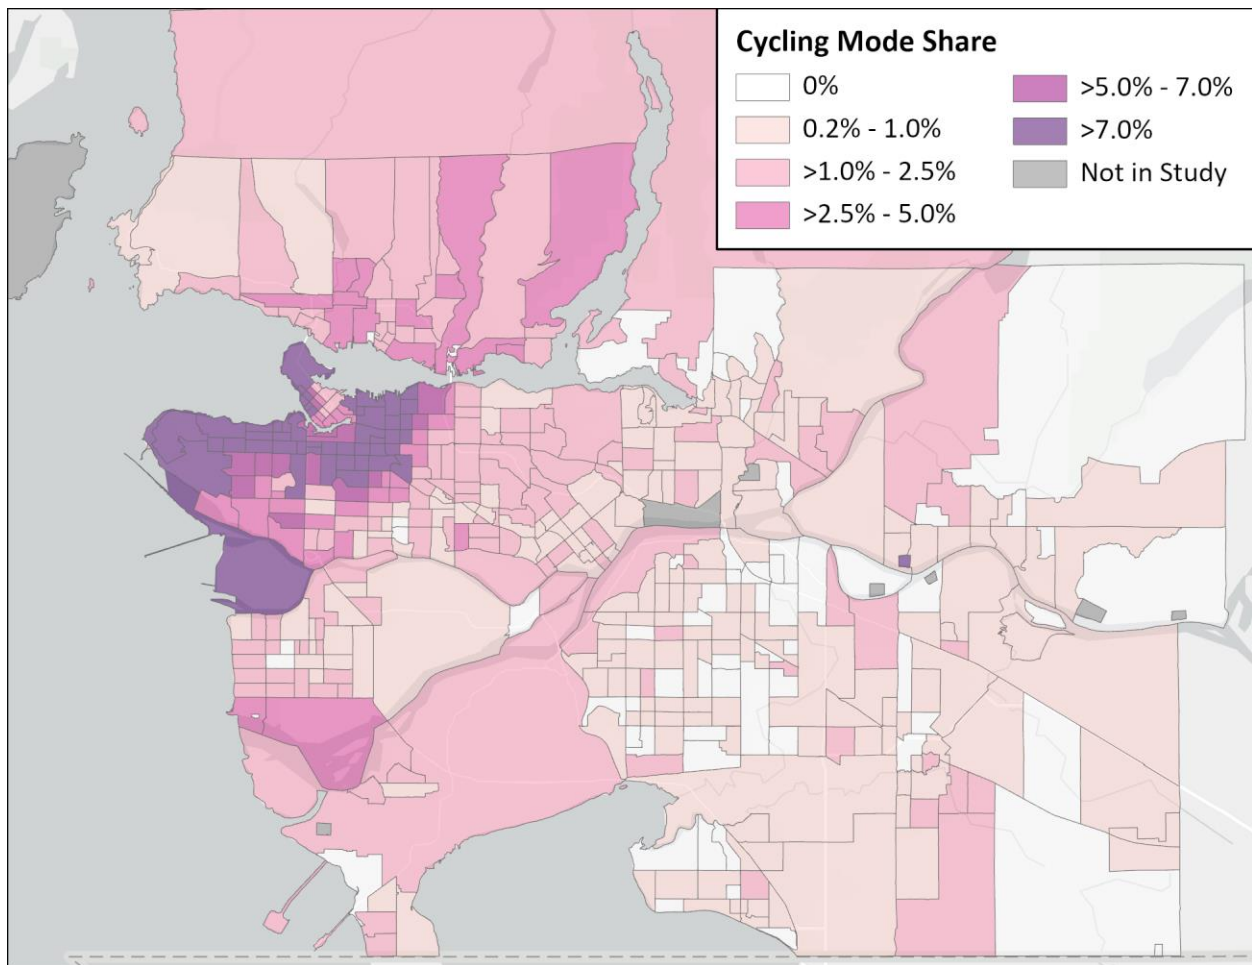 Cycling Mode Share
0%
0.2% - 1.0%
>1.0% - 2.5%
>2.5% - 5.0%
>5.0% - 7.0%
>7.0%
Not in Study